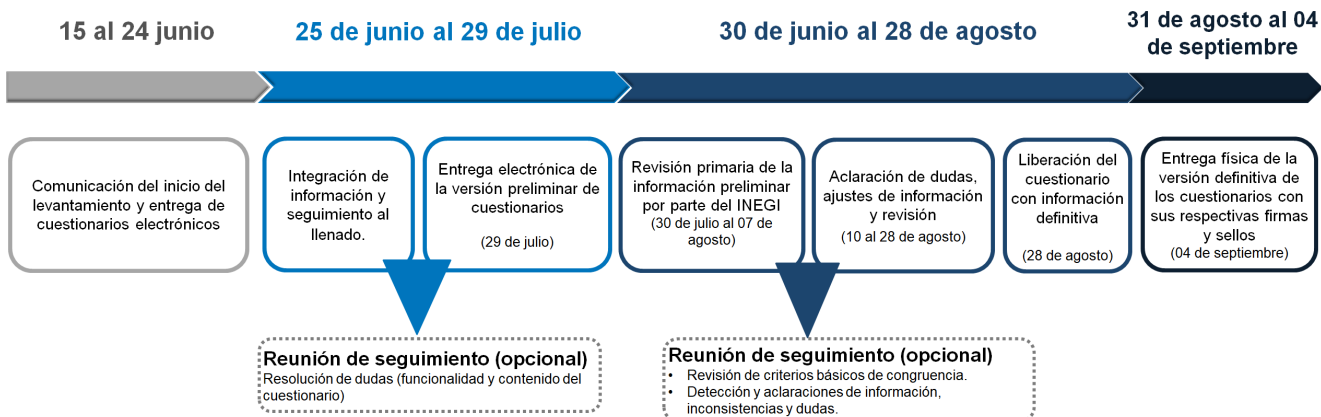 15 al 24 junio
25 de junio al 29 de julio
30 de junio al 28 de agosto
31 de agosto al 04
de septiembre
Comunicación del inicio del
levantamiento y entrega de
cuestionarios electrónicos
Integración de
información y
seguimiento al
llenado.
Entrega electrónica de
la versión preliminar de
cuestionarios
(29 de julio)
Revisión primaria de la
información preliminar
por parte del INEGI
(30 de julio al 07 de
agosto)
Aclaración de dudas,
ajustes de información
y revisión
(10 al 28 de agosto)
Liberación del
cuestionario
con información
definitiva
(28 de agosto)
Entrega física de la
versión definitiva de
los cuestionarios con
sus respectivas firmas
y sellos
(04 de septiembre)
Reunión de seguimiento (opcional)
Resolución de dudas (funcionalidad y contenido del
cuestionario)
Reunión de seguimiento (opcional)
• Revisión de criterios básicos de congruencia.
• Detección y aclaraciones de información,
inconsistencias y dudas.